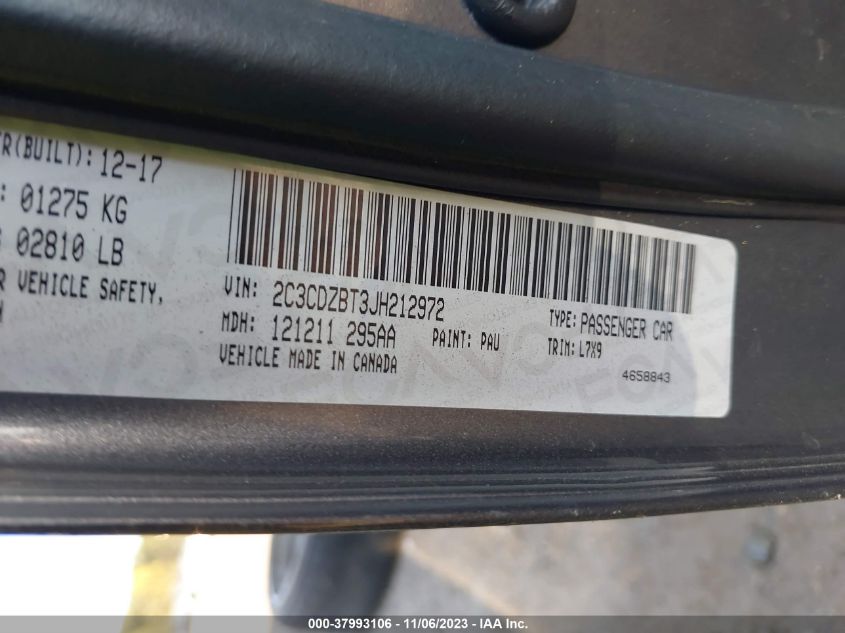 TR(BUILT): 12-17
: 01275 KG
02810 LB
R VEHICLE SAFETY,
VIN: 2C3CDZBT3JH212972
TYPE: PASSENGER CAR
MDH: 121211 295AA
PAINT: PAU
TRIM: L7X9
VEHICLE MADE IN CANADA
4658843
000-37993106 - 11/06/2023 - IAA Inc.